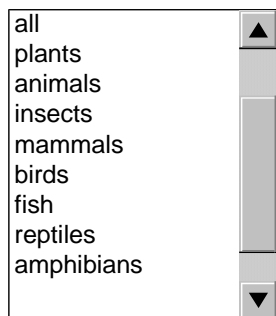 all
plants
animals
insects
mammals
birds
fish
reptiles
amphibians